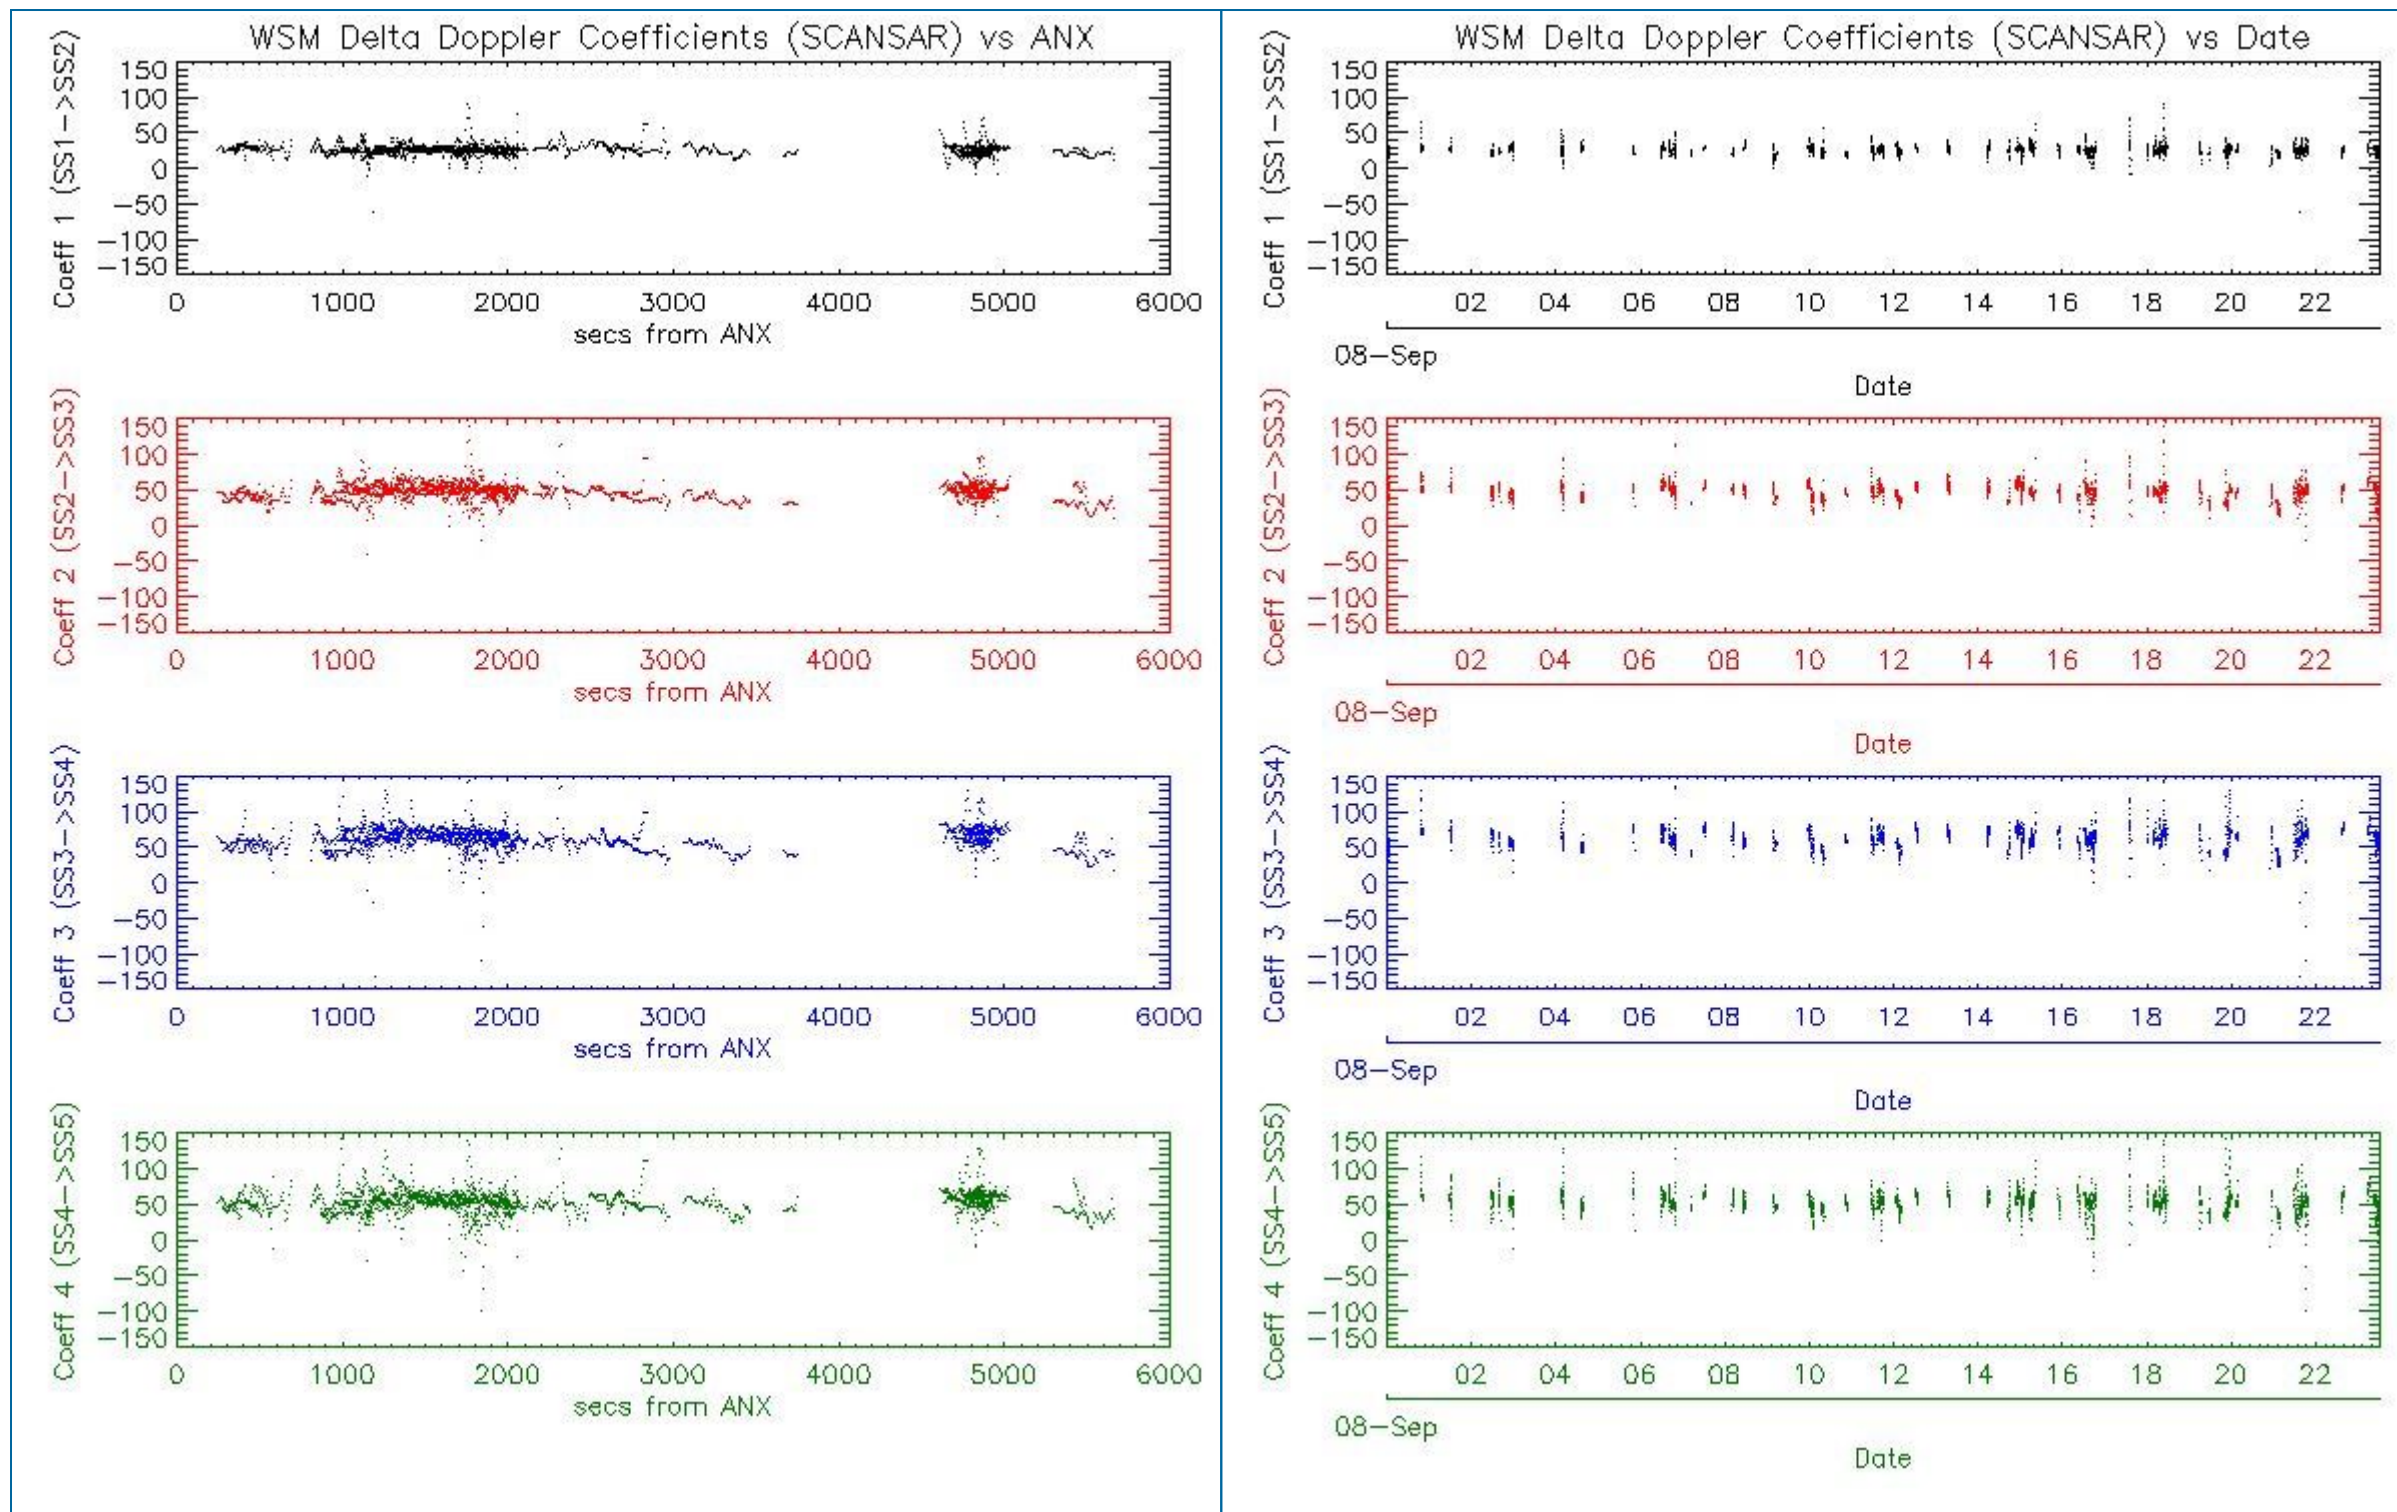 WSM Delta Doppler Coefficients (SCANSAR) vs ANX
Coeff 1 (SS1->SS2)
150
100
50
0
-50
-100
-150
0 1000 2000 3000 4000 5000 6000
secs from ANX
Coeff 2 (SS2->SS3)
150
100
50
0
-50
-100
-150
0 1000 2000 3000 4000 5000 6000
secs from ANX
Coeff 3 (SS3->SS4)
150
100
50
0
-50
-100
-150
0 1000 2000 3000 4000 5000 6000
secs from ANX
Coeff 4 (SS4->SS5)
150
100
50
0
-50
-100
-150
0 1000 2000 3000 4000 5000 6000
secs from ANX
WSM Delta Doppler Coefficients (SCANSAR) vs Date
Coeff 1 (SS1->SS2)
150
100
50
0
-50
-100
-150
02 04 06 08 10 12 14 16 18 20 22
08-Sep
Date
Coeff 2 (SS2->SS3)
150
100
50
0
-50
-100
-150
02 04 06 08 10 12 14 16 18 20 22
08-Sep
Date
Coeff 3 (SS3->SS4)
150
100
50
0
-50
-100
-150
02 04 06 08 10 12 14 16 18 20 22
08-Sep
Date
Coeff 4 (SS4->SS5)
150
100
50
0
-50
-100
-150
02 04 06 08 10 12 14 16 18 20 22
08-Sep
Date